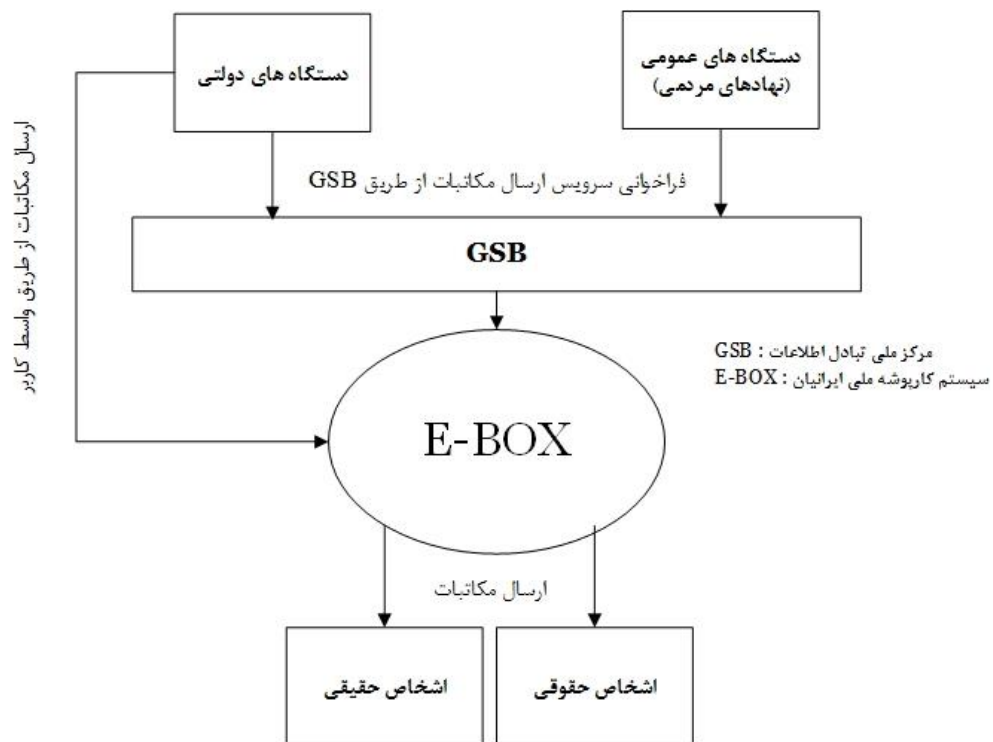 دستگاه های عمومی
(نهادهای مردمی)
دستگاه های دولتی
ارسال مکاتبات از طریق واسط کاربر
فراخوانی سرویس ارسال مکاتبات از طریق GSB
GSB
GSB : مرکز ملی تبادل اطلاعات
E-BOX : سیستم کارپوشه ملی ایرانیان
E-BOX
ارسال مکاتبات
اشخاص حقوقی
اشخاص حقیقی